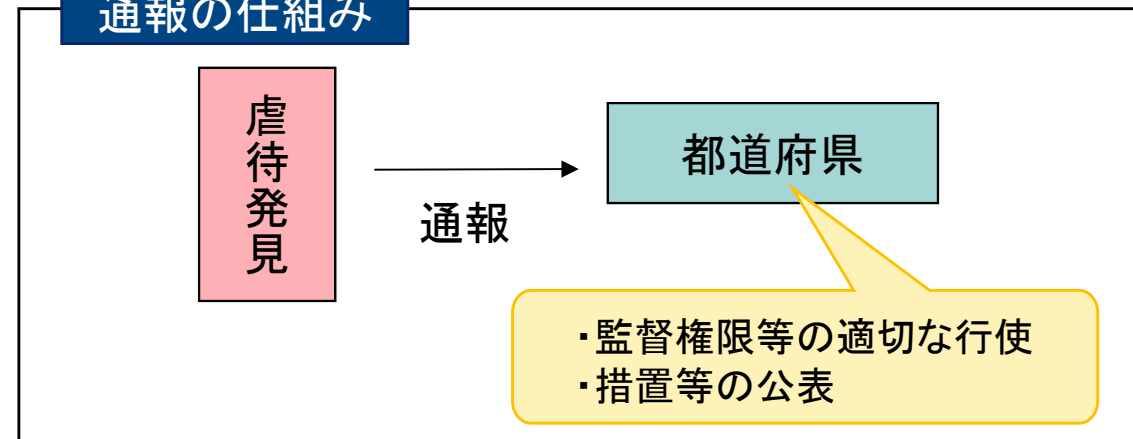 通報の仕組み
虐待発見
通報
都道府県
・監督権限等の適切な行使
・措置等の公表